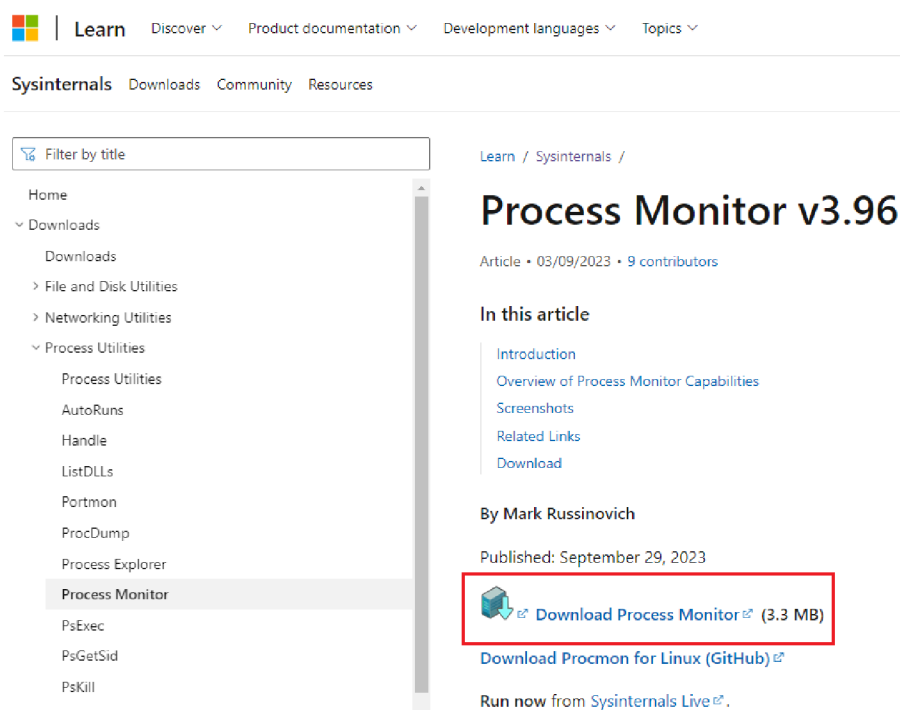 Learn Discover Product documentation Development languages Topics
Sysinternals Downloads Community Resources
Filter by title
Home
Downloads
Downloads
File and Disk Utilities
Networking Utilities
Process Utilities
Process Utilities
AutoRuns
Handle
ListDLLs
Portmon
ProcDump
Process Explorer
Process Monitor
PsExec
PsGetSid
PsKill
Learn / Sysinternals /
Process Monitor v3.96
Article • 03/09/2023 • 9 contributors
In this article
Introduction
Overview of Process Monitor Capabilities
Screenshots
Related Links
Download
By Mark Russinovich
Published: September 29, 2023
Download Process Monitor (3.3 MB)
Download Procmon for Linux (GitHub)
Run now from Sysinternals Live.